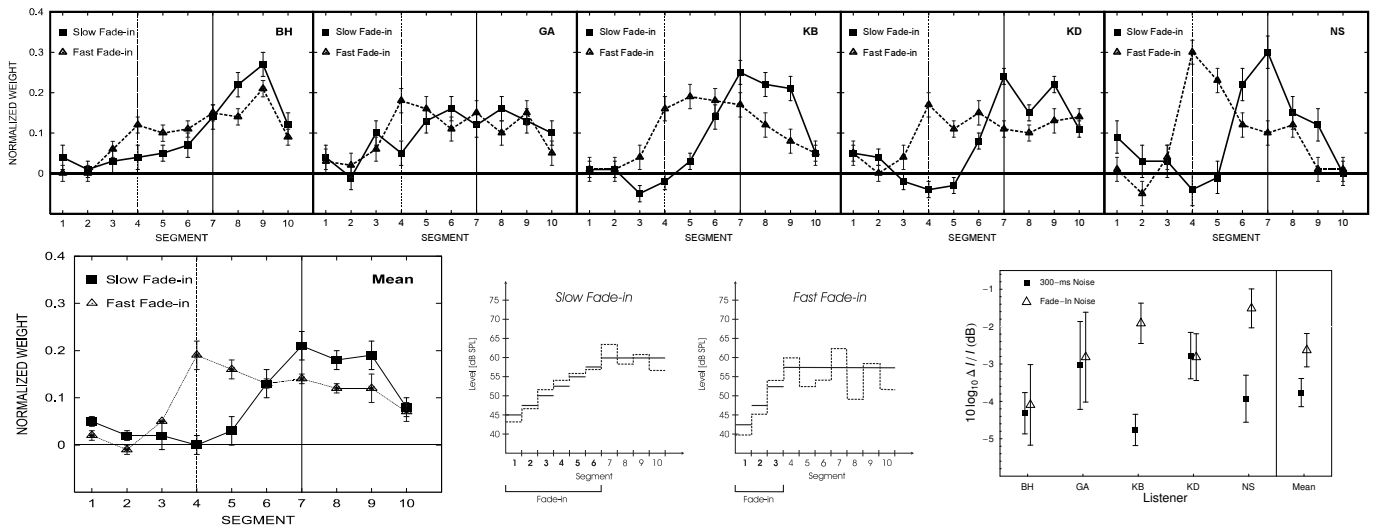 0.4
0.3
0.2
0.1
0
NORMALIZED WEIGHT
BH
Slow Fade-in
Fast Fade-in
1 2 3 4 5 6 7 8 9 10
SEGMENT
GA
Slow Fade-in
Fast Fade-in
1 2 3 4 5 6 7 8 9 10
SEGMENT
KB
Slow Fade-in
Fast Fade-in
1 2 3 4 5 6 7 8 9 10
SEGMENT
KD
Slow Fade-in
Fast Fade-in
1 2 3 4 5 6 7 8 9 10
SEGMENT
NS
Slow Fade-in
Fast Fade-in
1 2 3 4 5 6 7 8 9 10
SEGMENT
0.4
0.3
0.2
0.1
0
NORMALIZED WEIGHT
Mean
Slow Fade-in
Fast Fade-in
1 2 3 4 5 6 7 8 9 10
SEGMENT
Slow Fade-in
75
70
65
60
55
50
45
40
Level [dB SPL]
1 2 3 4 5 6 7 8 9 10
Segment
Fade-in
Fast Fade-in
75
70
65
60
55
50
45
40
Level [dB SPL]
1 2 3 4 5 6 7 8 9 10
Segment
Fade-in
300-ms Noise
Fade-In Noise
-1
-2
-3
-4
-5
10 log10 Δ I / I (dB)
BH GA KB KD NS Mean
Listener